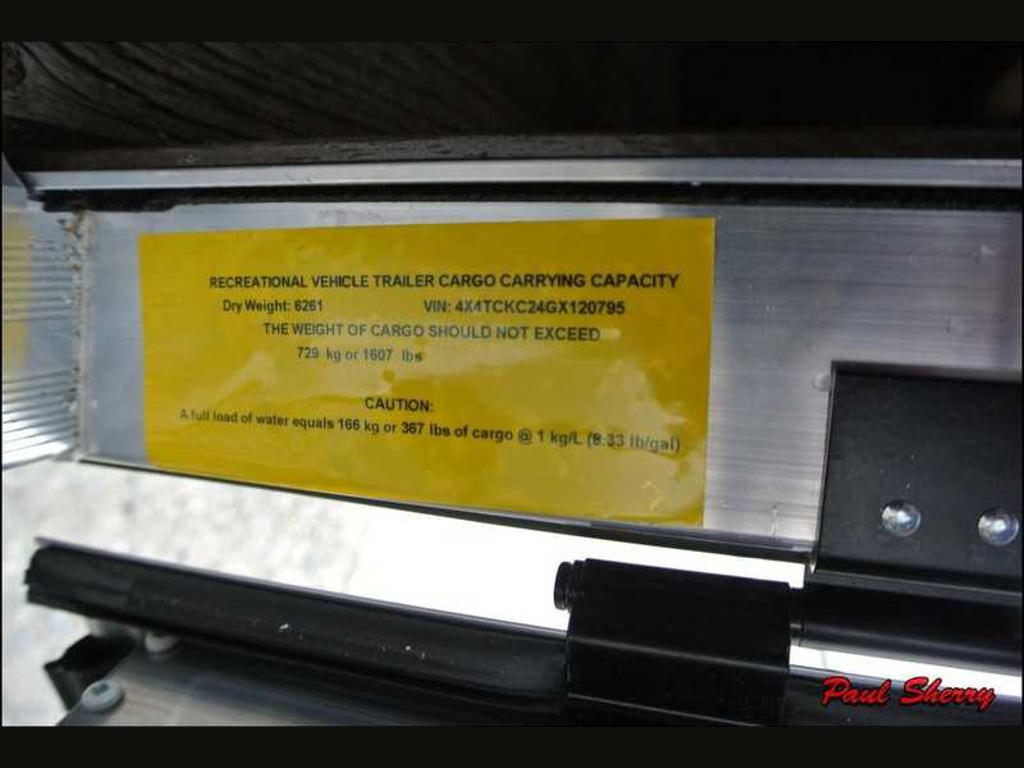 RECREATIONAL VEHICLE TRAILER CARGO CARRYING CAPACITY
Dry Weight: 6261 VIN: 4X4TCKC24GX120795
THE WEIGHT OF CARGO SHOULD NOT EXCEED
729 kg or 1607 lbs
CAUTION:
A full load of water equals 166 kg or 367 lbs of cargo @ 1 kg/L (8.33 lb/gal)
Paul Sherry